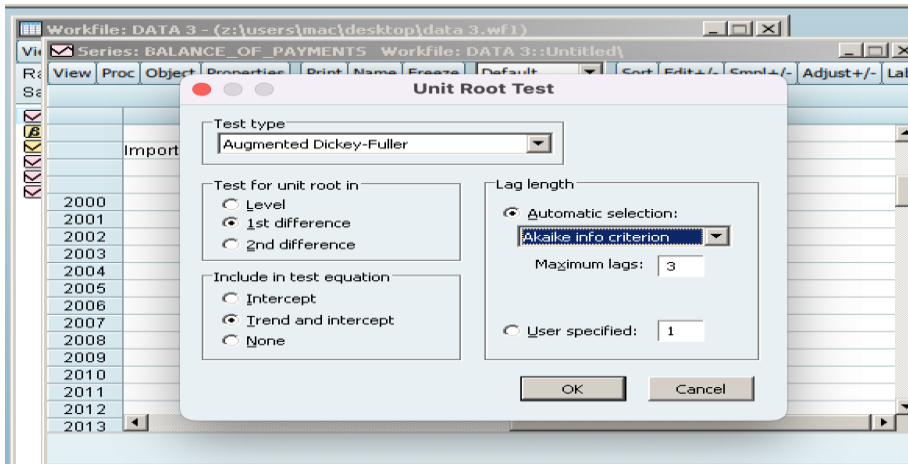 Workfile: DATA 3 - (z:\users\mac\desktop\data 3.wf1)
Series: BALANCE_OF_PAYMENTS Workfile: DATA 3::Untitled\
View Proc Object Properties Print Name Freeze Default Sort Edit+/- Smpl+/- Adjust+/- Lab
Unit Root Test
Test type
Augmented Dickey-Fuller
Test for unit root in
Level
1st difference
2nd difference
Include in test equation
Intercept
Trend and intercept
None
Lag length
Automatic selection:
Akaike info criterion
Maximum lags: 3
User specified: 1
OK Cancel
Import
2000
2001
2002
2003
2004
2005
2006
2007
2008
2009
2010
2011
2012
2013